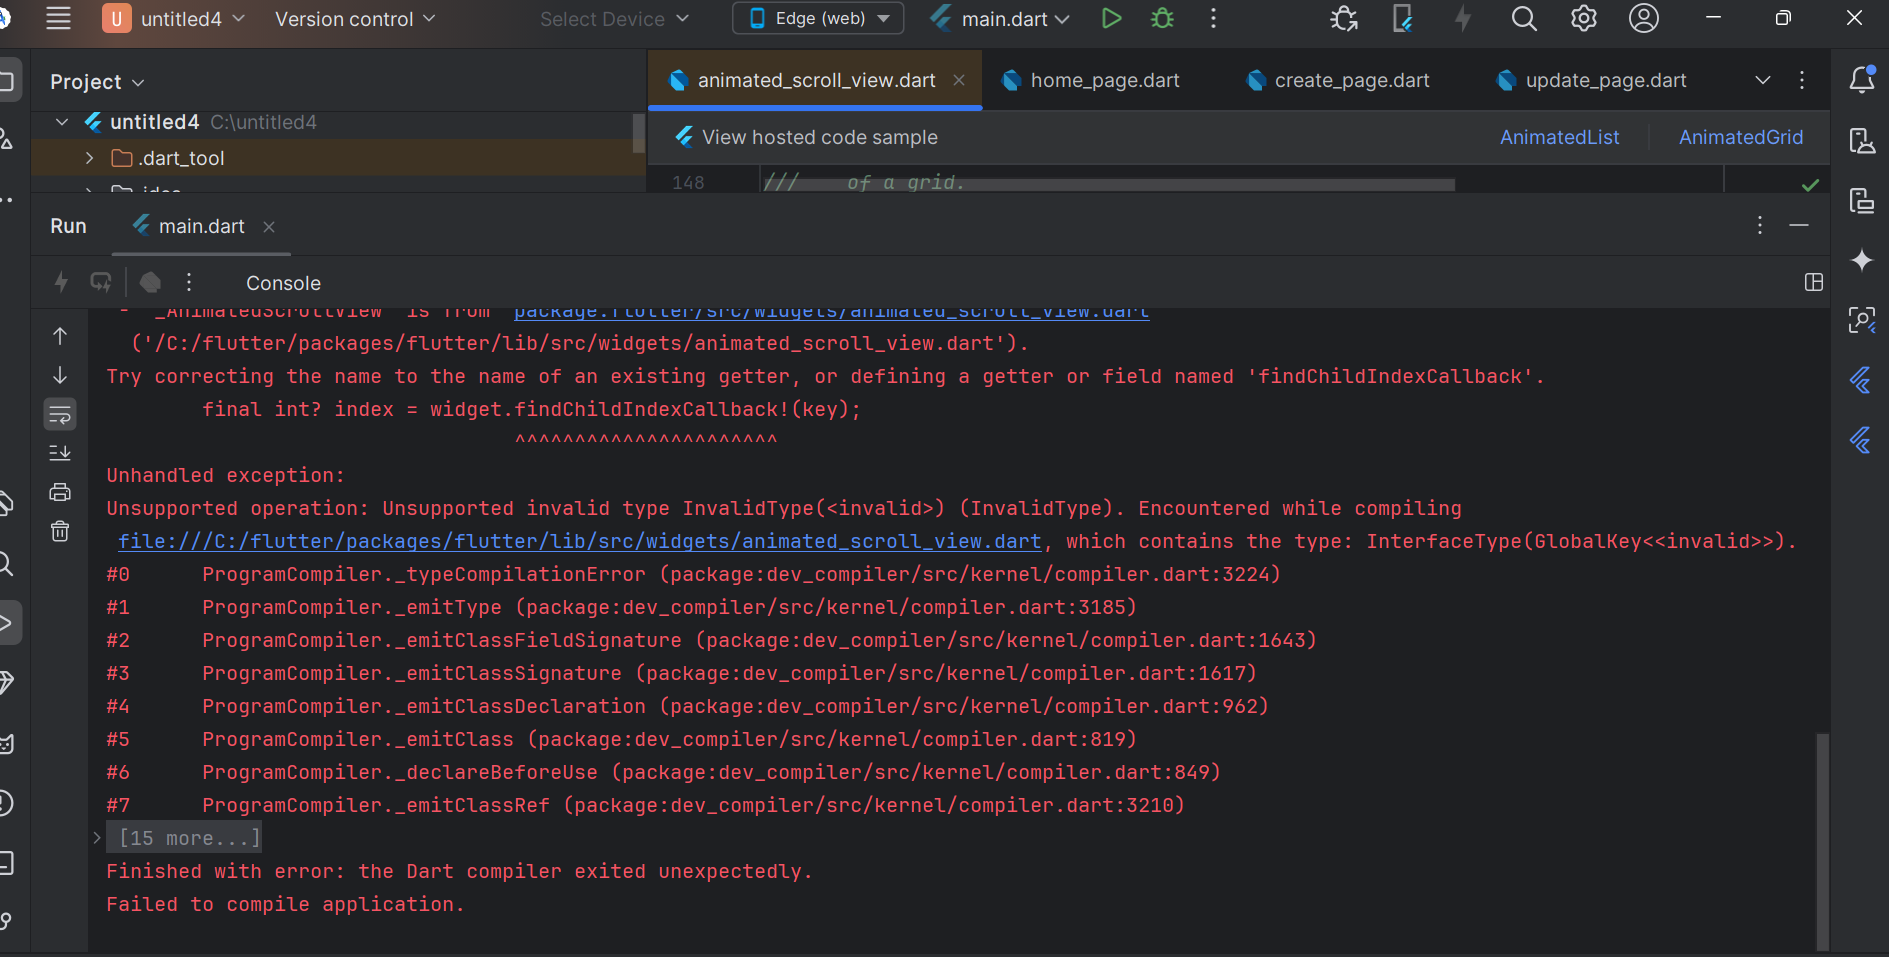 U untitled4 Version control Select Device Edge (web) main.dart
Project
animated_scroll_view.dart home_page.dart create_page.dart update_page.dart
untitled4 C:\untitled4
View hosted code sample AnimatedList AnimatedGrid
.dart_tool
148 /// of a grid.
.idea
Run main.dart
Console
- '_AnimatedScrollView' is from 'package:flutter/src/widgets/animated_scroll_view.dart'
('/C:/flutter/packages/flutter/lib/src/widgets/animated_scroll_view.dart').
Try correcting the name to the name of an existing getter, or defining a getter or field named 'findChildIndexCallback'.
final int? index = widget.findChildIndexCallback!(key);
^^^^^^^^^^^^^^^^^^^^^^
Unhandled exception:
Unsupported operation: Unsupported invalid type InvalidType(<invalid>) (InvalidType). Encountered while compiling
file:///C:/flutter/packages/flutter/lib/src/widgets/animated_scroll_view.dart, which contains the type: InterfaceType(GlobalKey<<invalid>>).
#0 ProgramCompiler._typeCompilationError (package:dev_compiler/src/kernel/compiler.dart:3224)
#1 ProgramCompiler._emitType (package:dev_compiler/src/kernel/compiler.dart:3185)
#2 ProgramCompiler._emitClassFieldSignature (package:dev_compiler/src/kernel/compiler.dart:1643)
#3 ProgramCompiler._emitClassSignature (package:dev_compiler/src/kernel/compiler.dart:1617)
#4 ProgramCompiler._emitClassDeclaration (package:dev_compiler/src/kernel/compiler.dart:962)
#5 ProgramCompiler._emitClass (package:dev_compiler/src/kernel/compiler.dart:819)
#6 ProgramCompiler._declareBeforeUse (package:dev_compiler/src/kernel/compiler.dart:849)
#7 ProgramCompiler._emitClassRef (package:dev_compiler/src/kernel/compiler.dart:3210)
[15 more...]
Finished with error: the Dart compiler exited unexpectedly.
Failed to compile application.